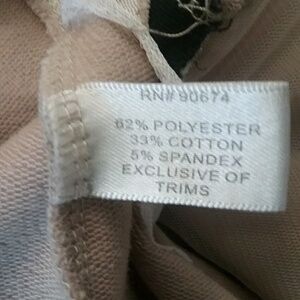 RN# 90674
62% POLYESTER
33% COTTON
5% SPANDEX
EXCLUSIVE OF
TRIMS